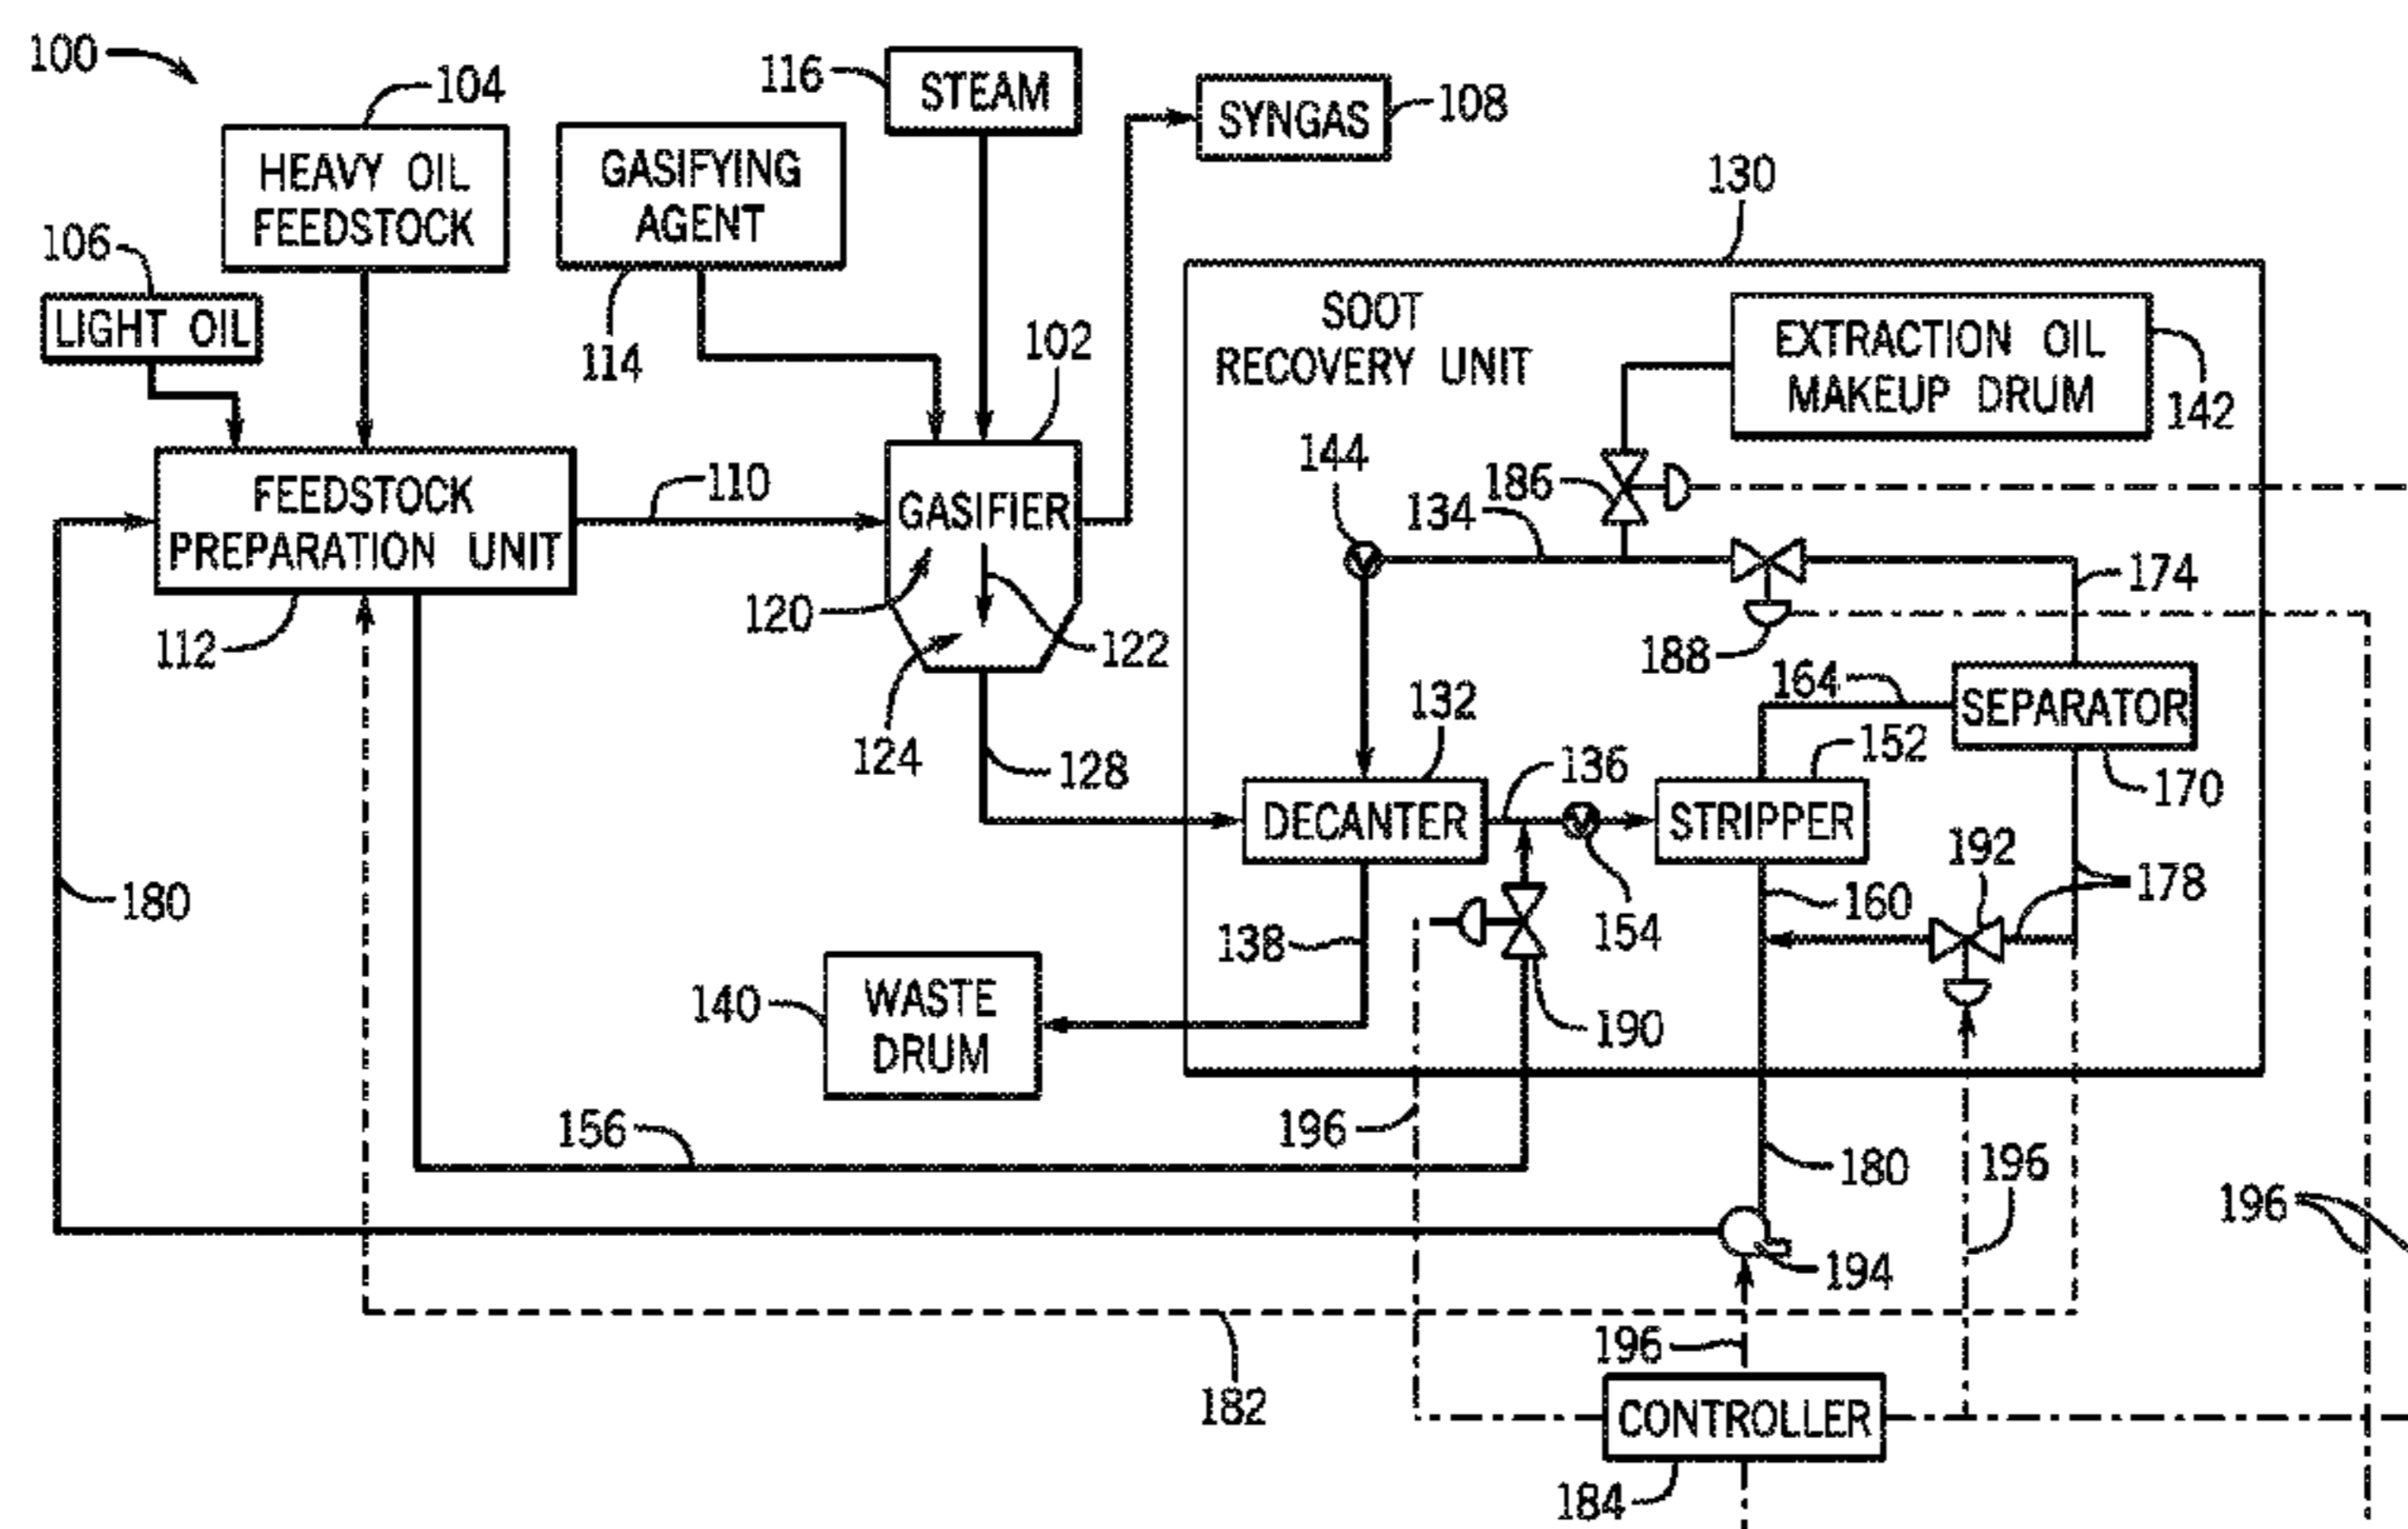 100
104
116
STEAM
SYNGAS
108
HEAVY OIL
FEEDSTOCK
GASIFYING
AGENT
130
106
LIGHT OIL
114
102
SOOT
RECOVERY UNIT
EXTRACTION OIL
MAKEUP DRUM
142
144
186
134
110
FEEDSTOCK
PREPARATION UNIT
GASIFIER
174
120
122
112
188
164
SEPARATOR
124
128
132
136
152
170
DECANTER
STRIPPER
192
180
138
154
160
178
140
WASTE
DRUM
190
156
196
180
196
196
194
196
182
CONTROLLER
184